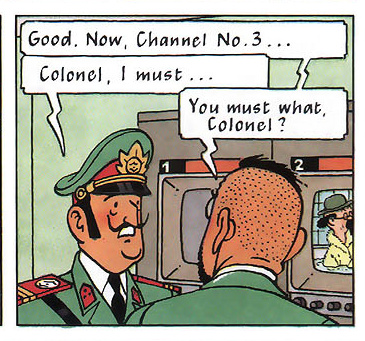 Good. Now, Channel No.3...
Colonel, I must...
You must what,
Colonel?
1
2